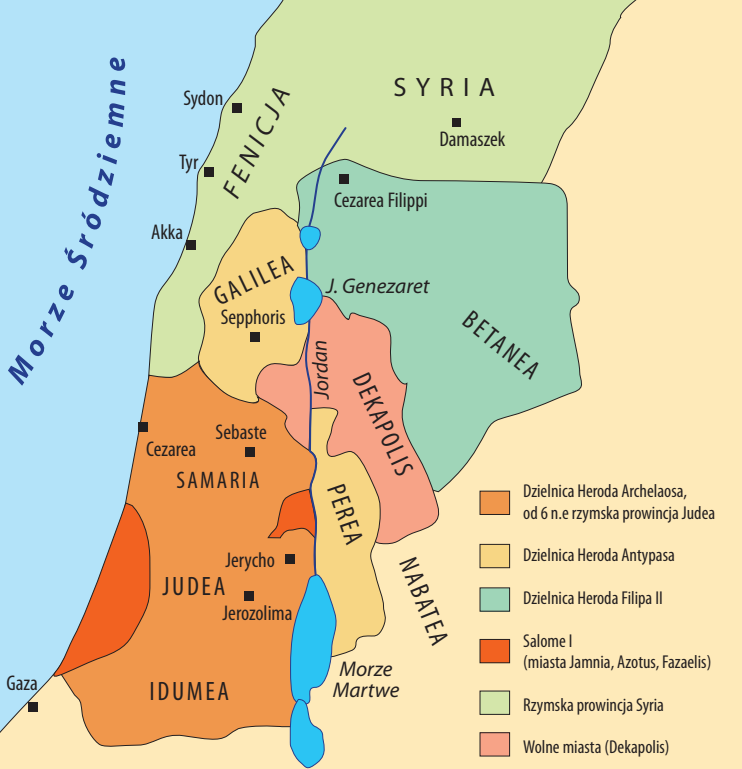 SYRIA
Sydon
Damaszek
FENICJA
Morze Śródziemne
Tyr
Cezarea Filippi
Akka
GALILEA
J. Genezaret
Sepphoris
BETANEA
Jordan
DEKAPOLIS
Cezarea
Sebaste
SAMARIA
PEREA
Jerycho
JUDEA
Jerozolima
NABATEA
Gaza
IDUMEA
Morze
Martwe
Dzielnica Heroda Archelaosa,
od 6 n.e rzymska prowincja Judea
Dzielnica Heroda Antypasa
Dzielnica Heroda Filipa II
Salome I
(miasta Jamnia, Azotus, Fazaelis)
Rzymska prowincja Syria
Wolne miasta (Dekapolis)